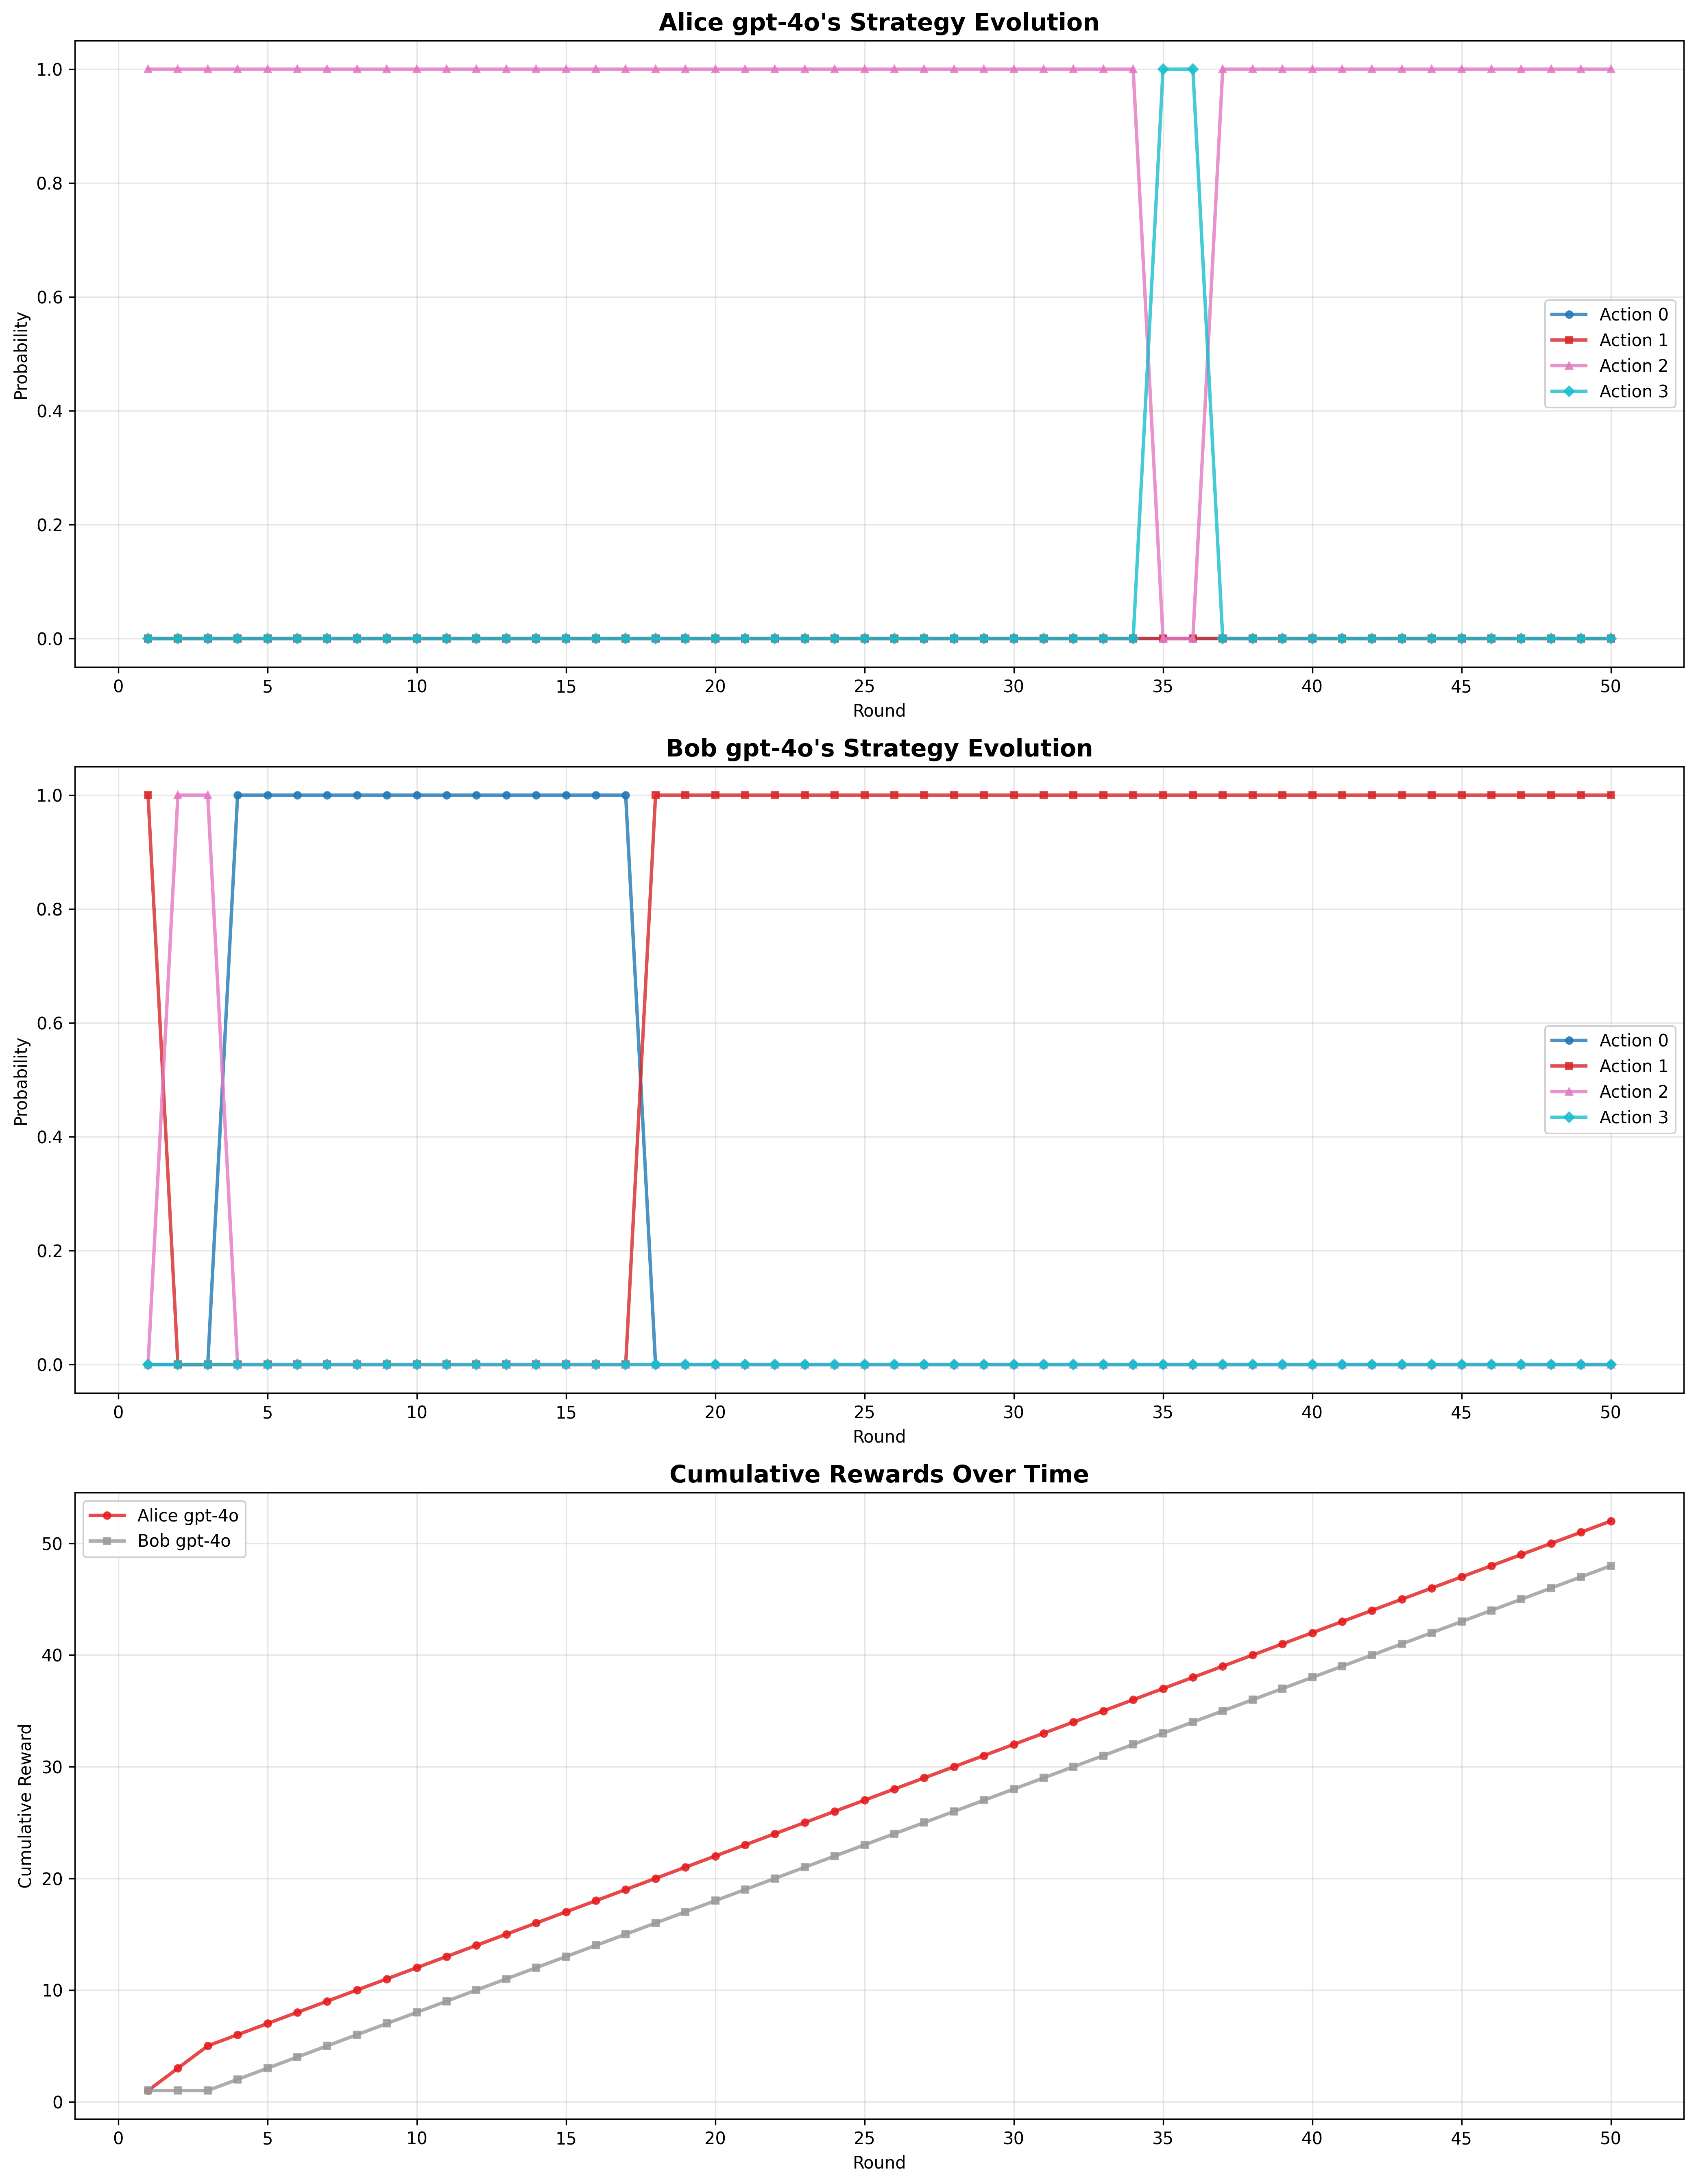 Alice gpt-4o's Strategy Evolution
1.0
0.8
0.6
0.4
0.2
0.0
Probability
Action 0
Action 1
Action 2
Action 3
0 5 10 15 20 25 30 35 40 45 50
Round
Bob gpt-4o's Strategy Evolution
1.0
0.8
0.6
0.4
0.2
0.0
Probability
Action 0
Action 1
Action 2
Action 3
0 5 10 15 20 25 30 35 40 45 50
Round
Cumulative Rewards Over Time
Alice gpt-4o
Bob gpt-4o
50
40
30
20
10
0
Cumulative Reward
0 5 10 15 20 25 30 35 40 45 50
Round